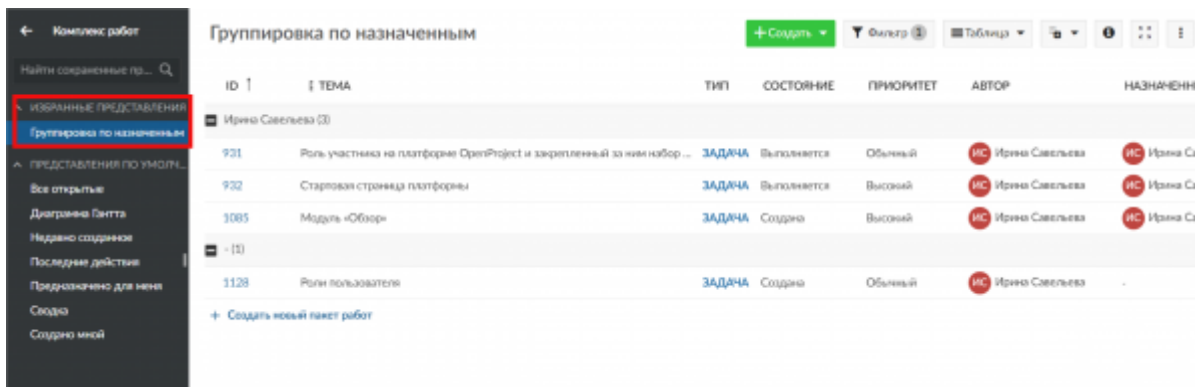 ← Комплекс работ
Группировка по назначенным
+ Создать
Фильтр 1
Таблица
Найти сохраненные пр...
ID ↑ ТЕМА ТИП СОСТОЯНИЕ ПРИОРИТЕТ АВТОР НАЗНАЧЕНН
ИЗБРАННЫЕ ПРЕДСТАВЛЕНИЯ
Группировка по назначенным
ПРЕДСТАВЛЕНИЯ ПО УМОЛЧ...
Все открытые
Диаграмма Гантта
Недавно созданное
Последние действия
Предназначено для меня
Сводка
Создано мной
Ирина Савельева (3)
931 Роль участника на платформе OpenProject и закрепленный за ним набор ... ЗАДАЧА Выполняется Обычный ИС Ирина Савельева ИС Ирина Са
932 Стартовая страница платформы ЗАДАЧА Выполняется Высокий ИС Ирина Савельева ИС Ирина Са
1085 Модуль «Обзор» ЗАДАЧА Создана Высокий ИС Ирина Савельева ИС Ирина Са
- (1)
1128 Роли пользователя ЗАДАЧА Создана Обычный ИС Ирина Савельева -
+ Создать новый пакет работ